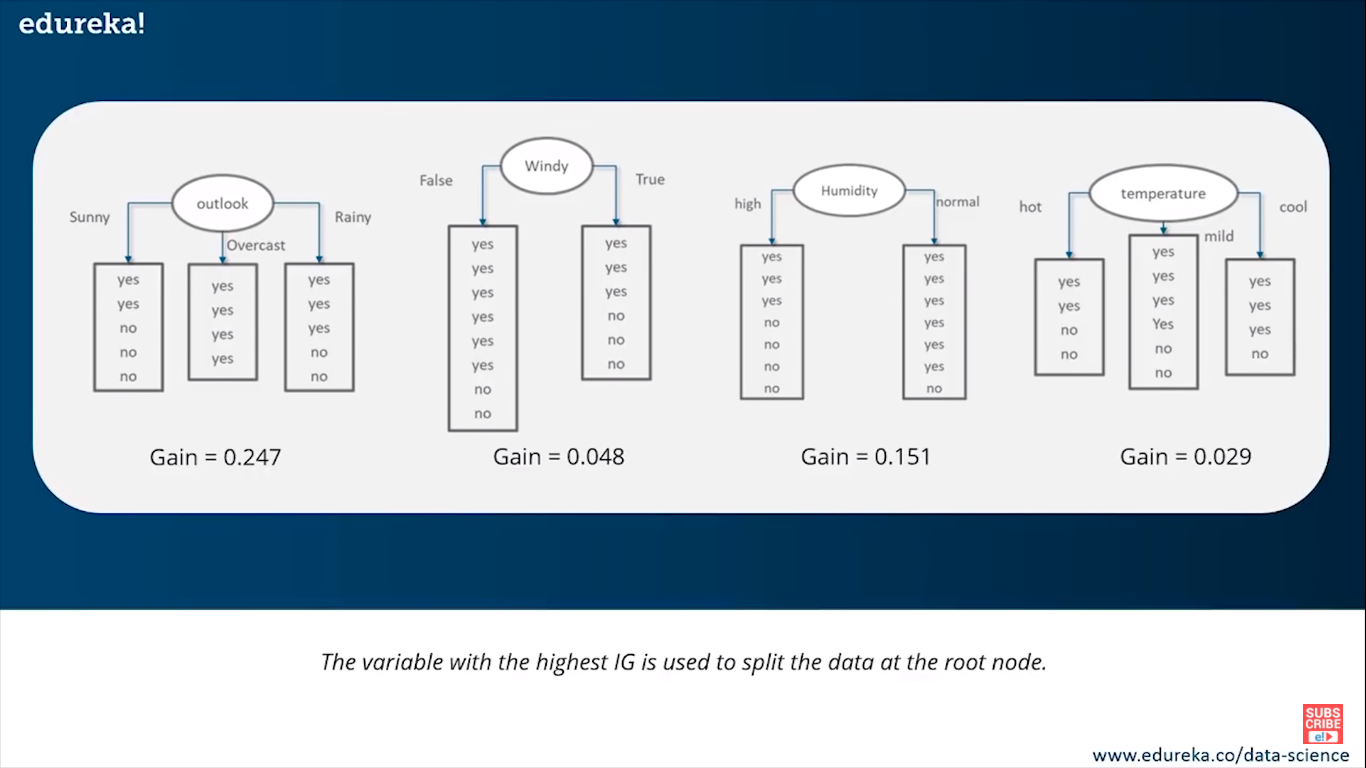 edureka!
outlook
Sunny
Overcast
Rainy
yes
yes
no
no
no
yes
yes
yes
yes
yes
yes
yes
no
no
Gain = 0.247
Windy
False
True
yes
yes
yes
yes
yes
yes
no
no
yes
yes
yes
no
no
no
Gain = 0.048
Humidity
high
normal
yes
yes
yes
no
no
no
no
yes
yes
yes
yes
yes
yes
no
Gain = 0.151
temperature
hot
mild
cool
yes
yes
no
no
yes
yes
yes
Yes
no
no
yes
yes
yes
no
Gain = 0.029
The variable with the highest IG is used to split the data at the root node.
SUBS
CRIBE
e!
www.edureka.co/data-science